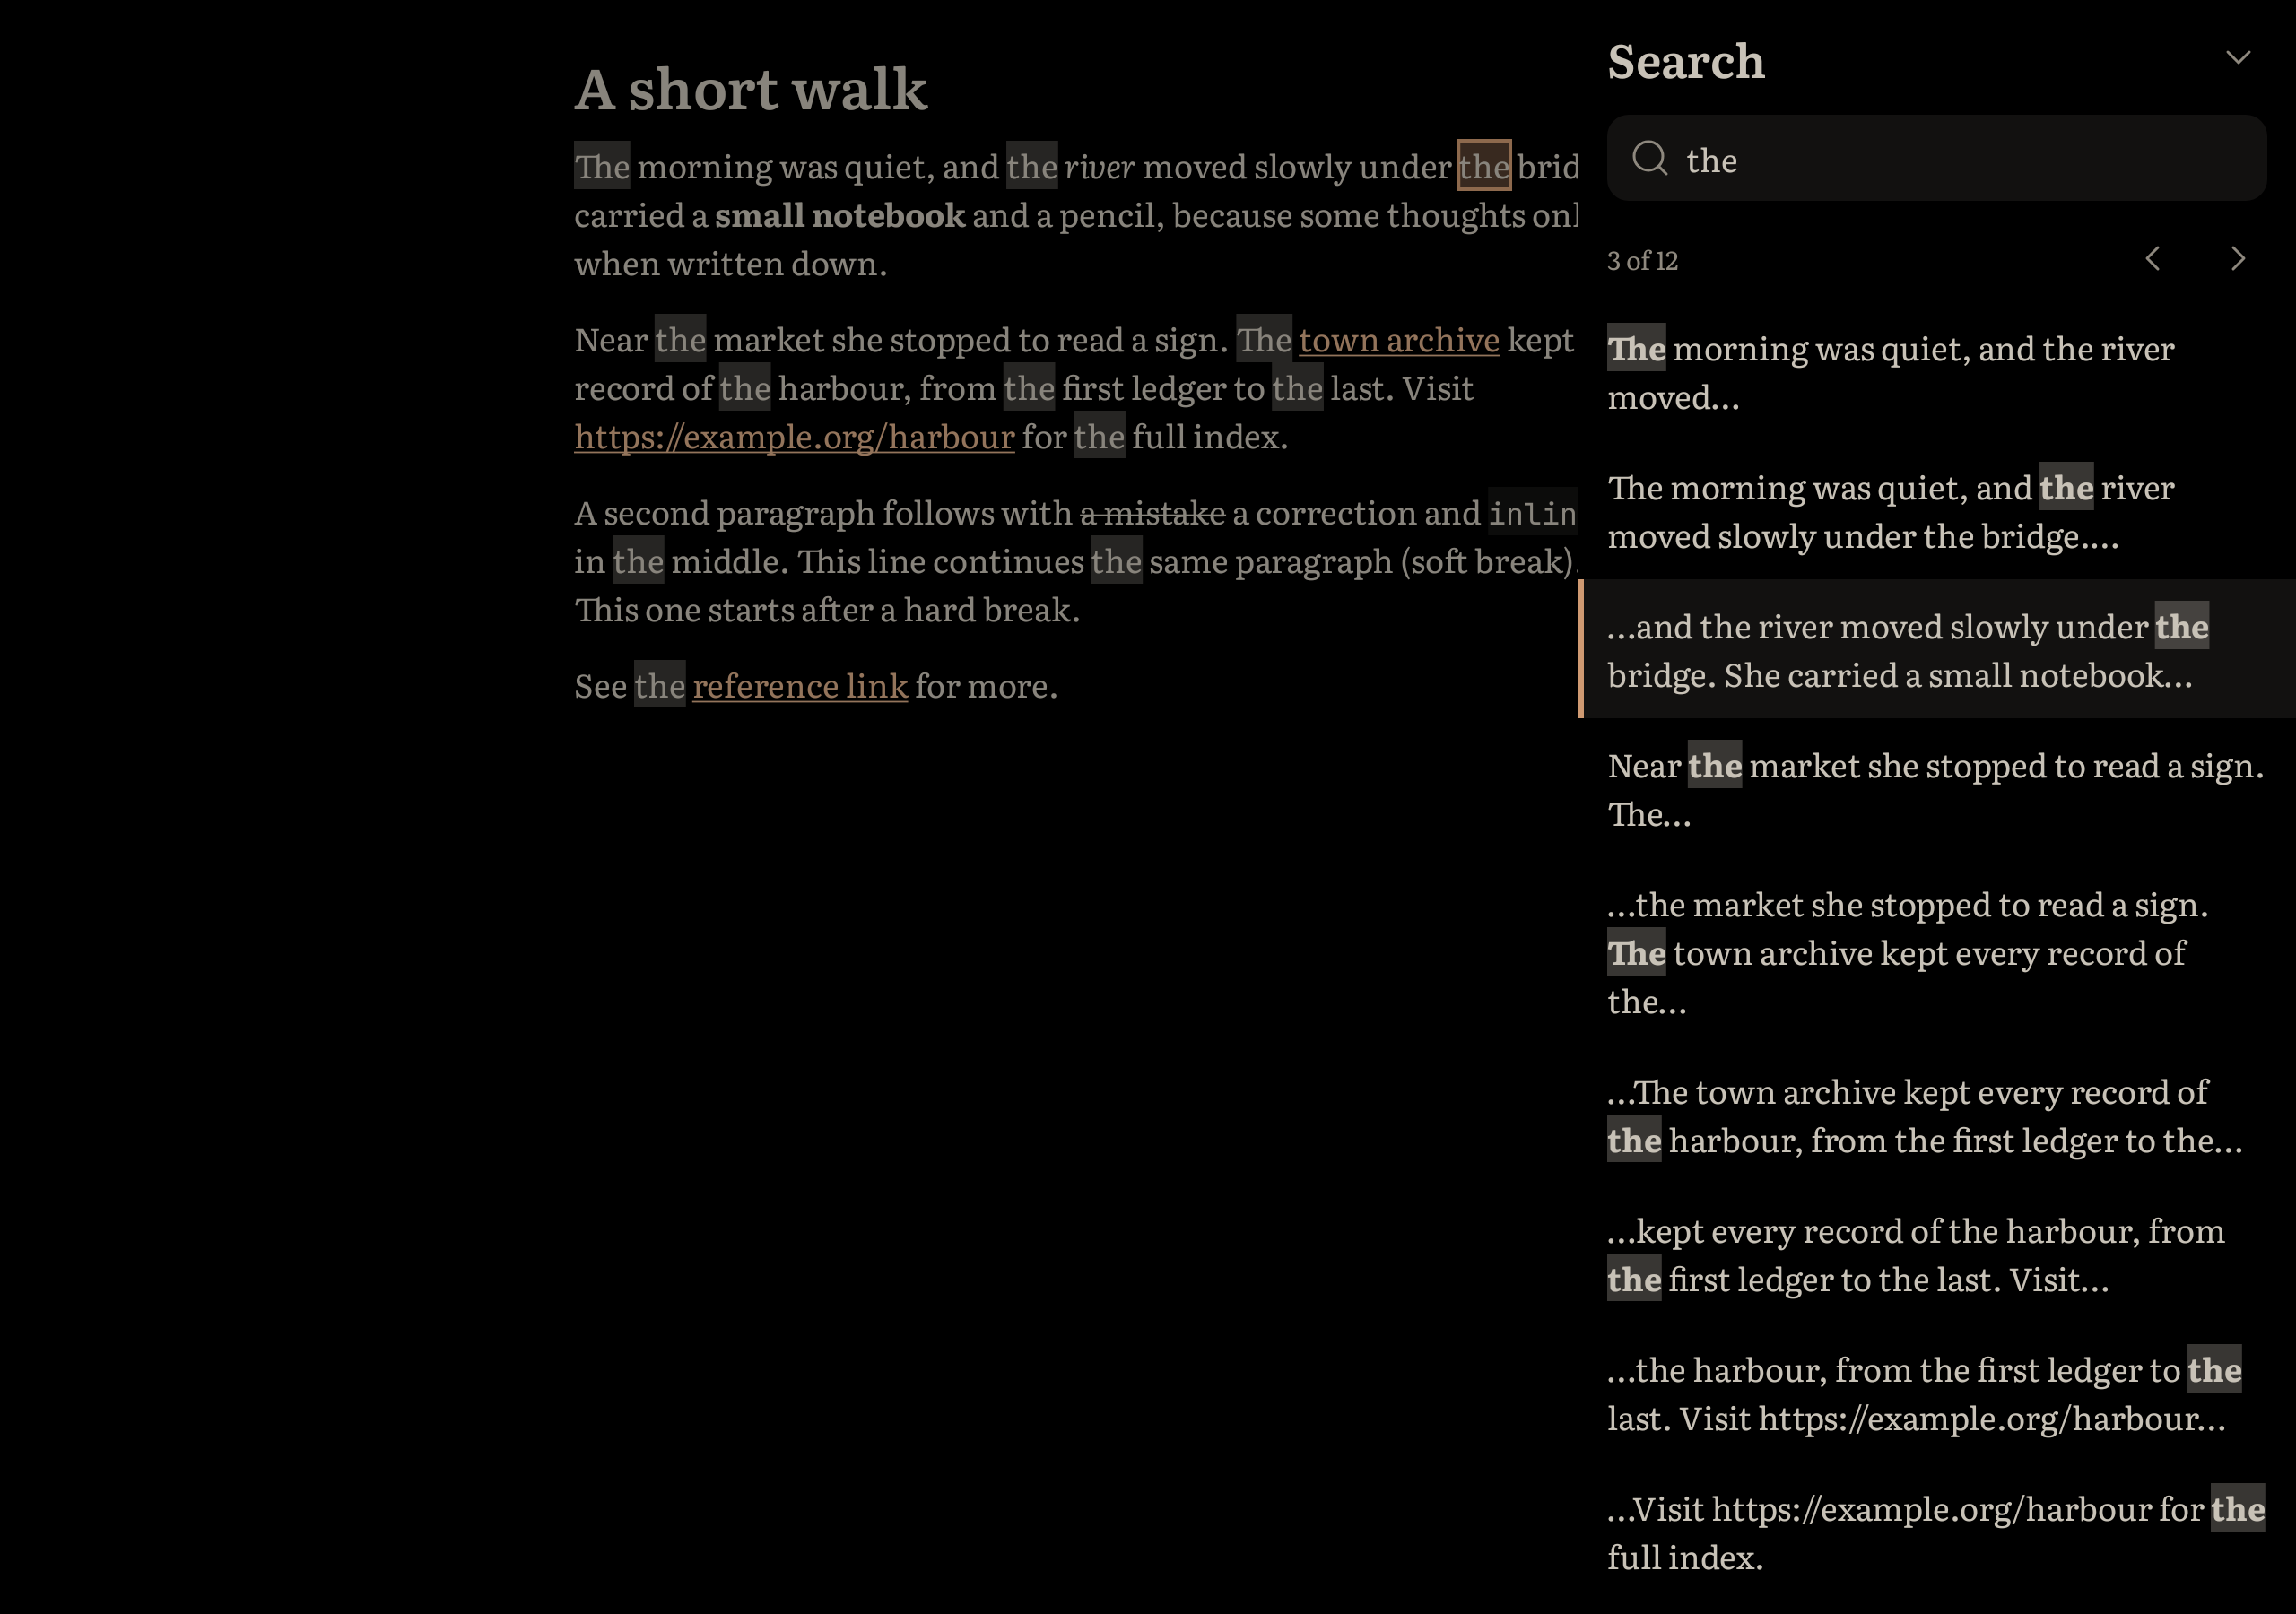 A short walk
The morning was quiet, and the river moved slowly under the brid
carried a small notebook and a pencil, because some thoughts onl
when written down.
Near the market she stopped to read a sign. The town archive kept
record of the harbour, from the first ledger to the last. Visit
https://example.org/harbour for the full index.
A second paragraph follows with a mistake a correction and inlin
in the middle. This line continues the same paragraph (soft break).
This one starts after a hard break.
See the reference link for more.
Search
the
3 of 12
The morning was quiet, and the river
moved...
The morning was quiet, and the river
moved slowly under the bridge....
...and the river moved slowly under the
bridge. She carried a small notebook...
Near the market she stopped to read a sign.
The...
...the market she stopped to read a sign.
The town archive kept every record of
the...
...The town archive kept every record of
the harbour, from the first ledger to the...
...kept every record of the harbour, from
the first ledger to the last. Visit...
...the harbour, from the first ledger to the
last. Visit https://example.org/harbour...
...Visit https://example.org/harbour for the
full index.